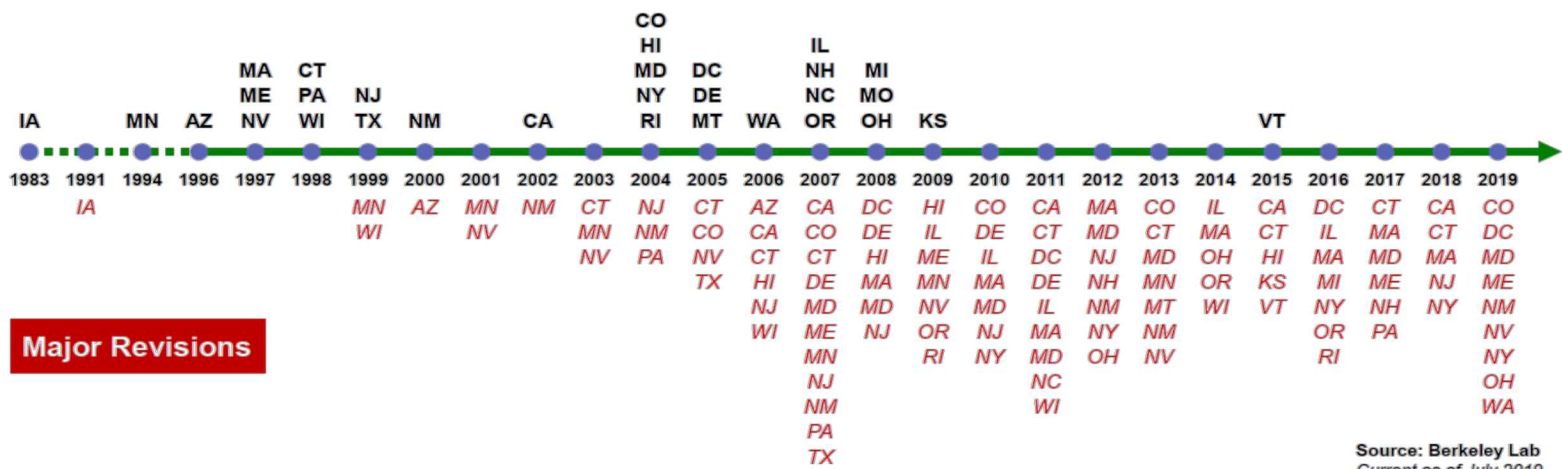 CO
HI IL
MA CT MD DC NH MI
ME PA NJ NY DE NC MO
IA MN AZ NV WI TX NM CA RI MT WA OR OH KS VT
1983 1991 1994 1996 1997 1998 1999 2000 2001 2002 2003 2004 2005 2006 2007 2008 2009 2010 2011 2012 2013 2014 2015 2016 2017 2018 2019
IA MN AZ MN NM CT NJ CT AZ CA DC HI CO CA MA CO IL CA DC CT CA CO
WI NV MN NM CO CA CO DE IL DE CT MD CT MA CT IL MA CT DC
NV PA NV CT CT HI ME IL DC NJ MD OH HI MA MD MA MD
TX HI DE MA MN MA DE NH MN OR KS MI ME NJ ME
NJ MD MD NV MD IL NM MT WI VT NY NH NY NM
WI ME NJ OR NJ MA NY NM OR PA NV
MN RI NY MD OH NV RI NY
NJ NC OH
NM WI WA
PA
TX
Major Revisions
Source: Berkeley Lab
Current as of July 2019